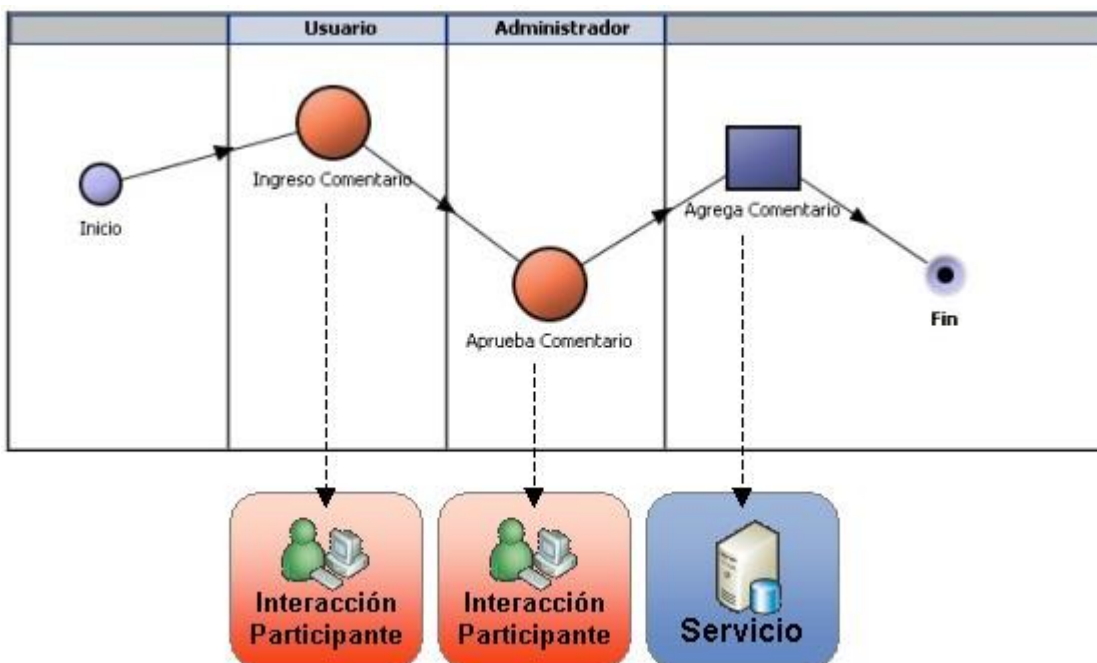 Usuario
Administrador
Ingreso Comentario
Inicio
Agrega Comentario
Aprueba Comentario
Fin
Interacción
Participante
Interacción
Participante
Servicio